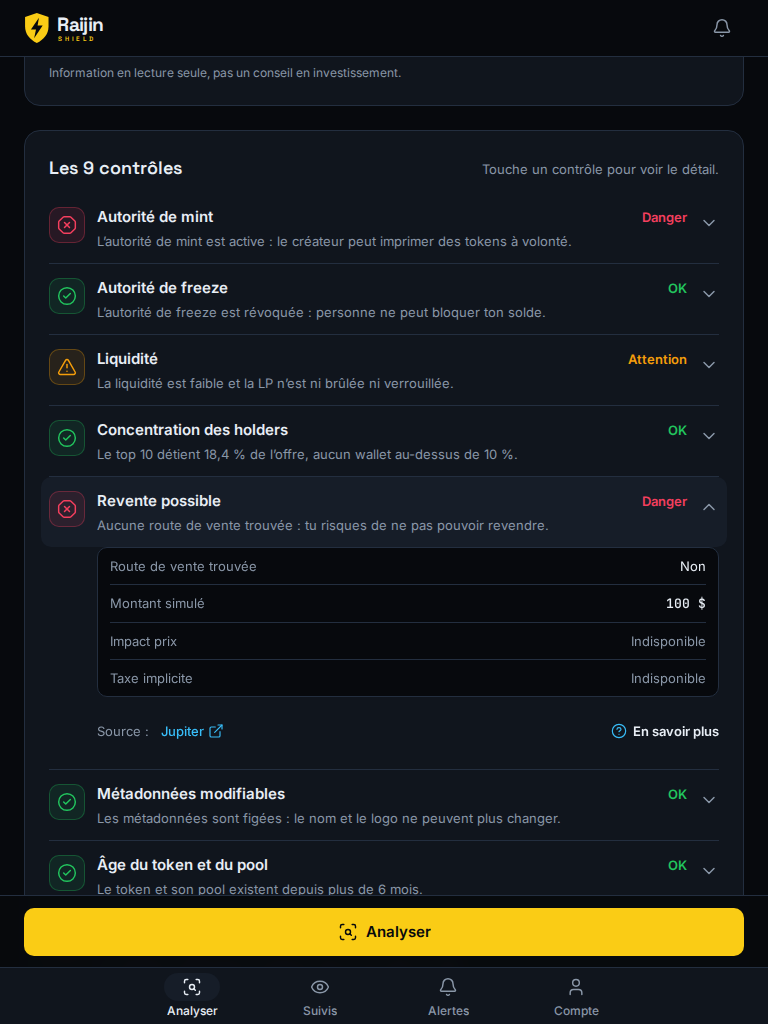 Raijin
SHIELD
Information en lecture seule, pas un conseil en investissement.
Les 9 contrôles
Touche un contrôle pour voir le détail.
Autorité de mint
Danger
L'autorité de mint est active : le créateur peut imprimer des tokens à volonté.
Autorité de freeze
OK
L'autorité de freeze est révoquée : personne ne peut bloquer ton solde.
Liquidité
Attention
La liquidité est faible et la LP n'est ni brûlée ni verrouillée.
Concentration des holders
OK
Le top 10 détient 18,4 % de l'offre, aucun wallet au-dessus de 10 %.
Revente possible
Danger
Aucune route de vente trouvée : tu risques de ne pas pouvoir revendre.
Route de vente trouvée
Non
Montant simulé
100 $
Impact prix
Indisponible
Taxe implicite
Indisponible
Source : Jupiter
En savoir plus
Métadonnées modifiables
OK
Les métadonnées sont figées : le nom et le logo ne peuvent plus changer.
Âge du token et du pool
OK
Le token et son pool existent depuis plus de 6 mois.
Analyser
Analyser
Suivis
Alertes
Compte